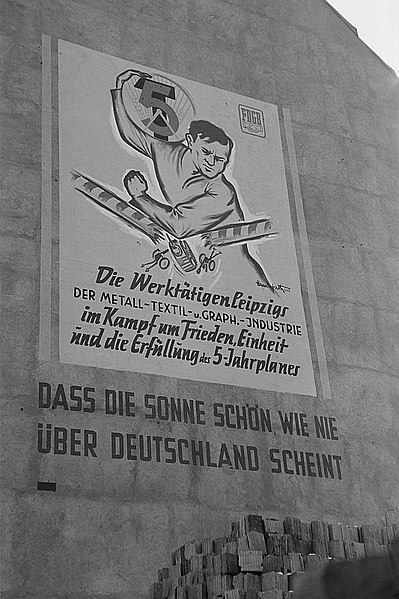 5
FDGB
Die Werktätigen Leipzigs
DER METALL-TEXTIL-u.GRAPH.-JNDUSTRIE
im Kampf um Frieden, Einheit
und die Erfüllung des 5-Jahrplanes
DASS DIE SONNE SCHÖN WIE NIE
ÜBER DEUTSCHLAND SCHEINT